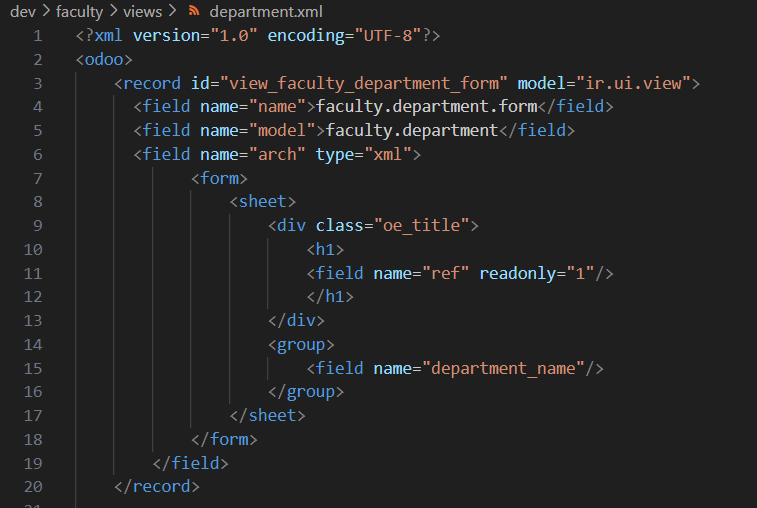 dev > faculty > views > department.xml
1 <?xml version="1.0" encoding="UTF-8"?>
2 <odoo>
3 <record id="view_faculty_department_form" model="ir.ui.view">
4 <field name="name">faculty.department.form</field>
5 <field name="model">faculty.department</field>
6 <field name="arch" type="xml">
7 <form>
8 <sheet>
9 <div class="oe_title">
10 <h1>
11 <field name="ref" readonly="1"/>
12 </h1>
13 </div>
14 <group>
15 <field name="department_name"/>
16 </group>
17 </sheet>
18 </form>
19 </field>
20 </record>